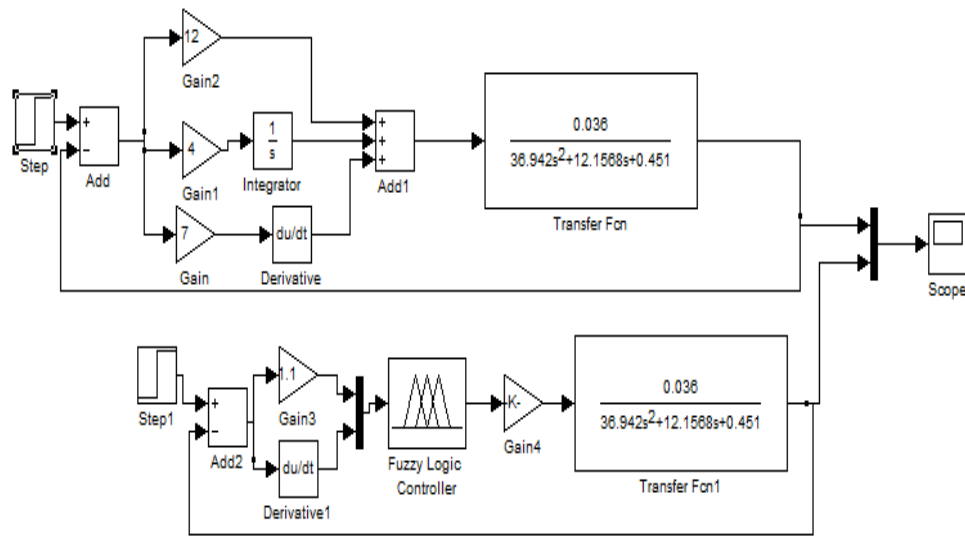 12
Gain2
Step
+
−
Add
4
Gain1
1
s
Integrator
+
+
+
Add1
0.036
36.942s²+12.1568s+0.451
Transfer Fcn
7
Gain
du/dt
Derivative
Scope
Step1
+
−
Add2
1.1
Gain3
du/dt
Derivative1
Fuzzy Logic
Controller
K-
Gain4
0.036
36.942s²+12.1568s+0.451
Transfer Fcn1